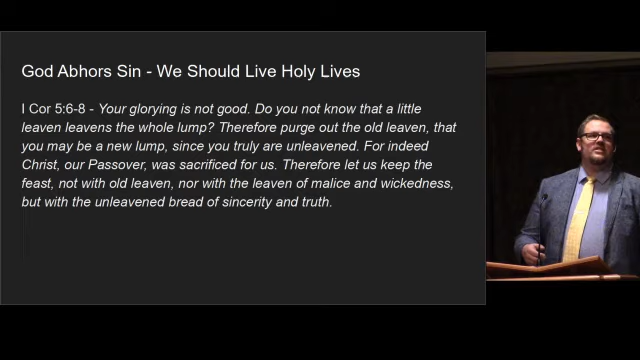 God Abhors Sin - We Should Live Holy Lives
I Cor 5:6-8 - Your glorying is not good. Do you not know that a little
leaven leavens the whole lump? Therefore purge out the old leaven, that
you may be a new lump, since you truly are unleavened. For indeed
Christ, our Passover, was sacrificed for us. Therefore let us keep the
feast, not with old leaven, nor with the leaven of malice and wickedness,
but with the unleavened bread of sincerity and truth.